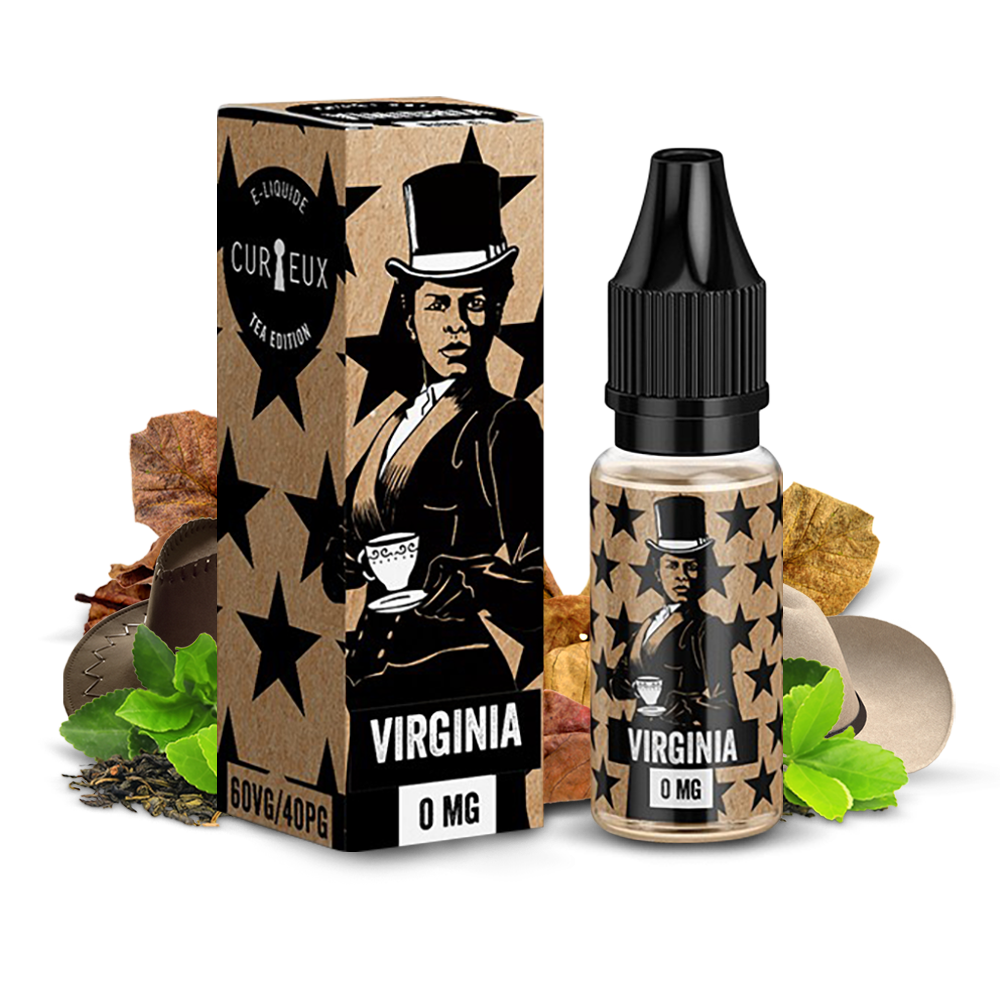 E-LIQUIDE
CURIEUX
TEA EDITION
VIRGINIA
0 MG
60VG/40PG
VIRGINIA
0 MG